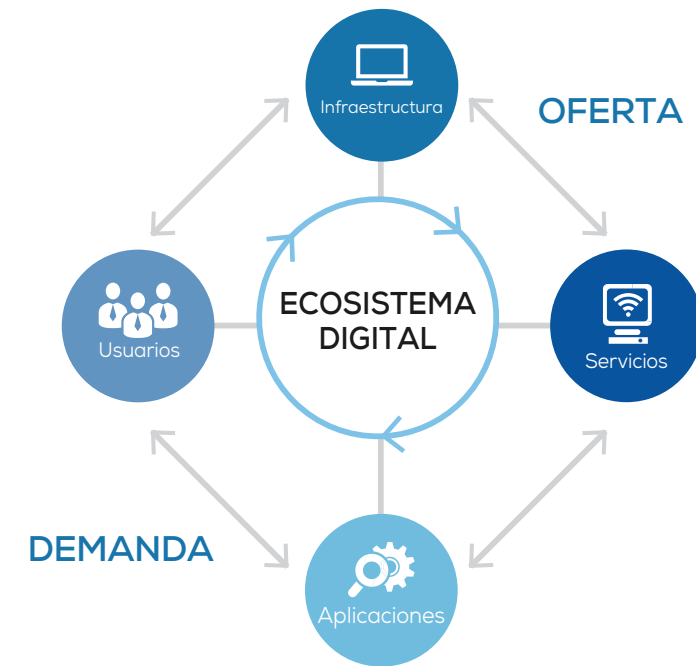 Infraestructura
OFERTA
ECOSISTEMA
DIGITAL
Usuarios
Servicios
DEMANDA
Aplicaciones